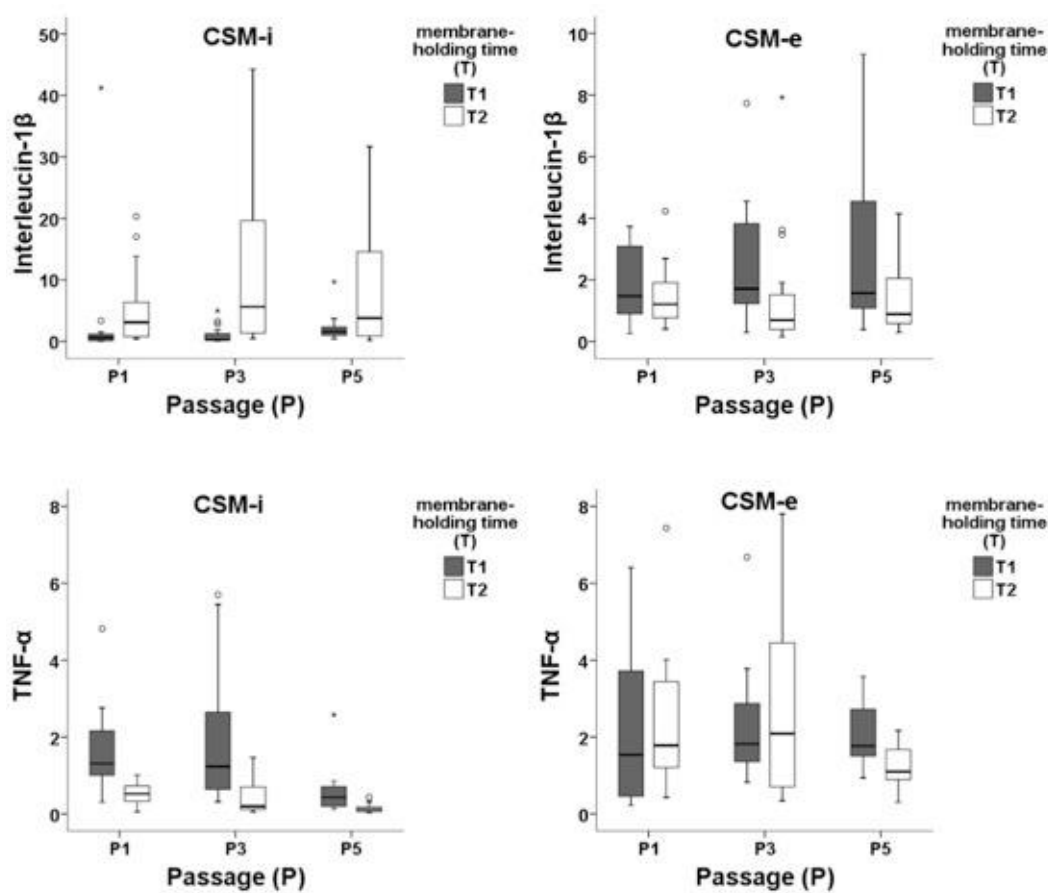 CSM-i
membrane-
holding time
(T)
T1
T2
Interleucin-1β
50
40
30
20
10
0
P1
P3
P5
Passage (P)
CSM-e
membrane-
holding time
(T)
T1
T2
Interleucin-1β
10
8
6
4
2
0
P1
P3
P5
Passage (P)
CSM-i
membrane-
holding time
(T)
T1
T2
TNF-α
8
6
4
2
0
P1
P3
P5
Passage (P)
CSM-e
membrane-
holding time
(T)
T1
T2
TNF-α
8
6
4
2
0
P1
P3
P5
Passage (P)